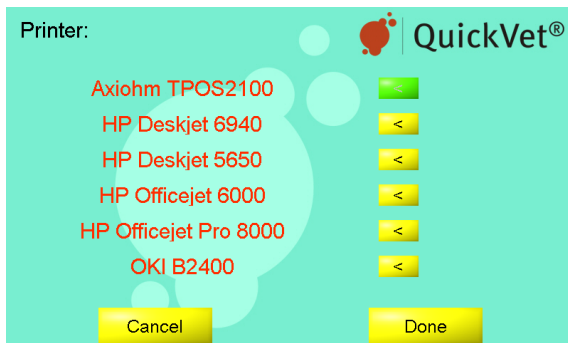 Printer:
QuickVet®
Axiohm TPOS2100 <
HP Deskjet 6940 <
HP Deskjet 5650 <
HP Officejet 6000 <
HP Officejet Pro 8000 <
OKI B2400 <
Cancel Done